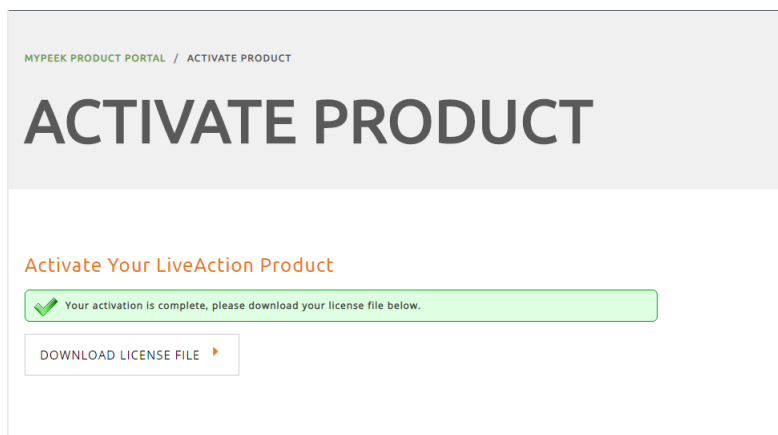 MYPEEK PRODUCT PORTAL / ACTIVATE PRODUCT
ACTIVATE PRODUCT
Activate Your LiveAction Product
Your activation is complete, please download your license file below.
DOWNLOAD LICENSE FILE